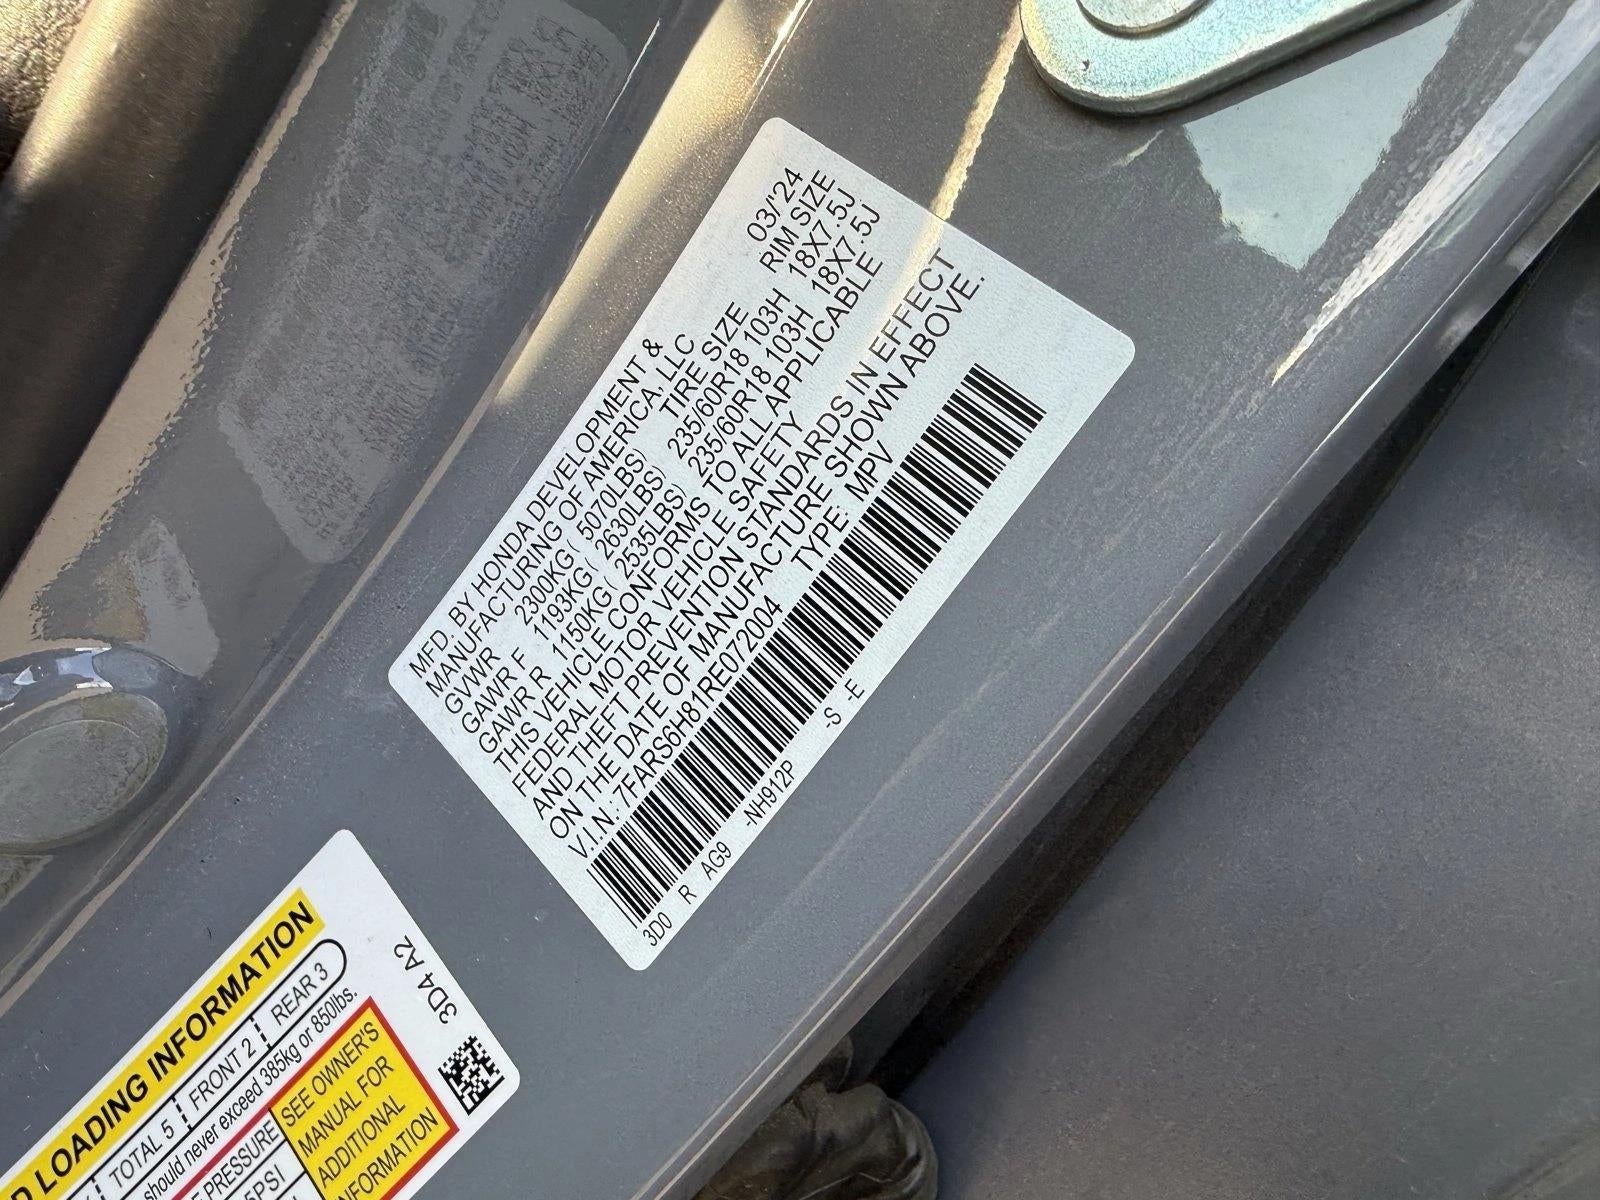 MFD. BY HONDA DEVELOPMENT &
MANUFACTURING OF AMERICA, LLC 03/'24
GVWR 2300KG ( 5070LBS) TIRE SIZE RIM SIZE
GAWR F 1193KG ( 2630LBS) 235/60R18 103H 18X7.5J
GAWR R 1150KG ( 2535LBS) 235/60R18 103H 18X7.5J
THIS VEHICLE CONFORMS TO ALL APPLICABLE
FEDERAL MOTOR VEHICLE SAFETY
AND THEFT PREVENTION STANDARDS IN EFFECT
ON THE DATE OF MANUFACTURE SHOWN ABOVE.
V.I.N.: 7FARS6H81RE072004 TYPE: MPV
3D0 R AG9 -NH912P -S -E
LOADING INFORMATION
TOTAL 5 FRONT 2 REAR 3
should never exceed 385kg or 850lbs.
PRESSURE
PSI
SEE OWNER'S
MANUAL FOR
ADDITIONAL
INFORMATION
3D4 A2